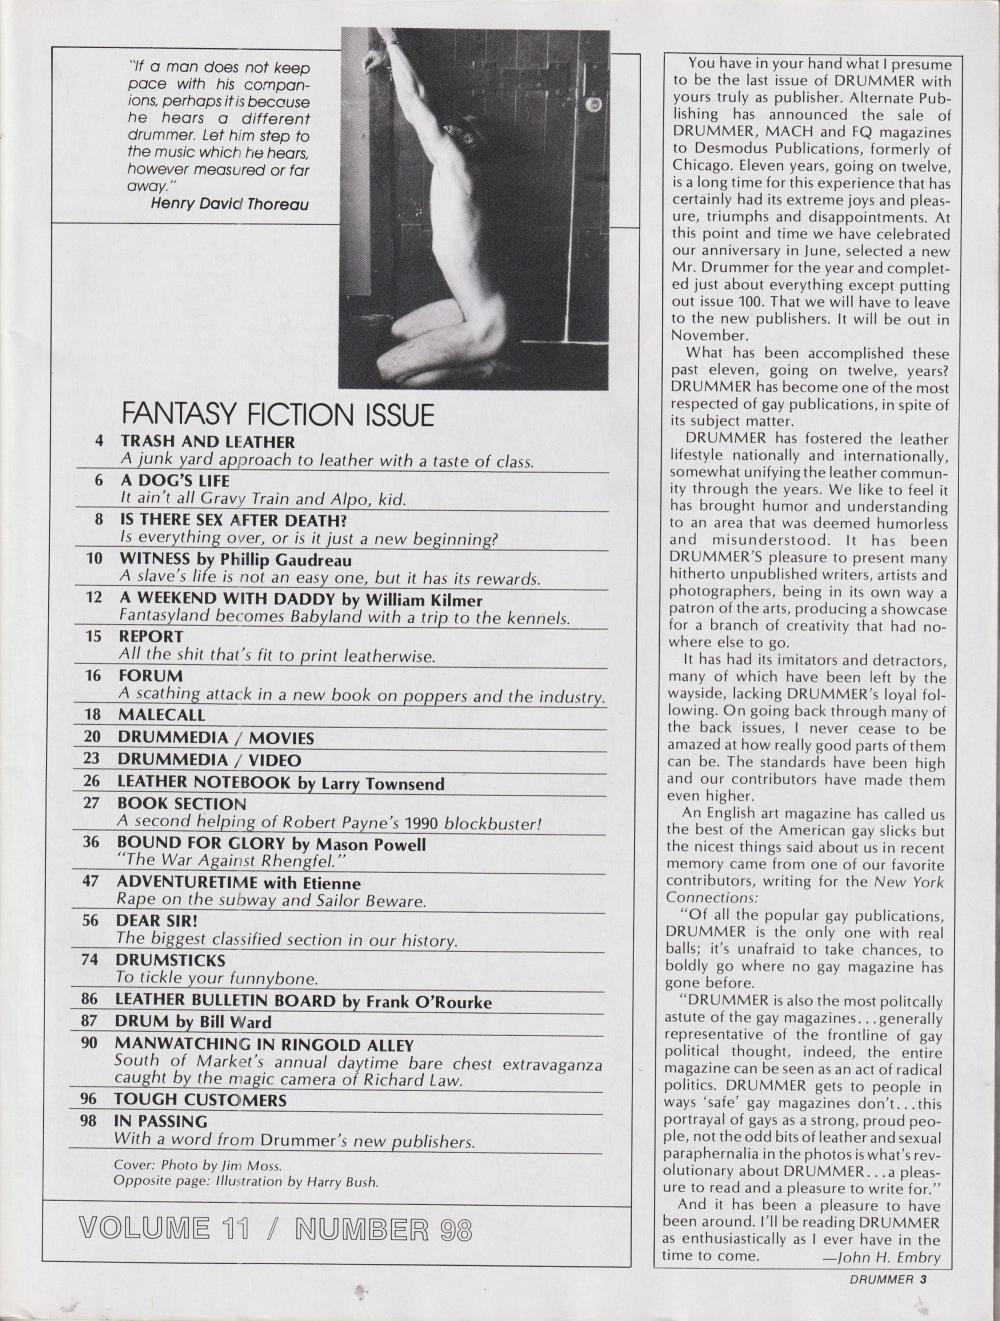 "If a man does not keep
pace with his compan-
ions, perhaps it is because
he hears a different
drummer. Let him step to
the music which he hears,
however measured or far
away."
Henry David Thoreau
FANTASY FICTION ISSUE
4 TRASH AND LEATHER
A junk yard approach to leather with a taste of class.
6 A DOG'S LIFE
It ain't all Gravy Train and Alpo, kid.
8 IS THERE SEX AFTER DEATH?
Is everything over, or is it just a new beginning?
10 WITNESS by Phillip Gaudreau
A slave's life is not an easy one, but it has its rewards.
12 A WEEKEND WITH DADDY by William Kilmer
Fantasyland becomes Babyland with a trip to the kennels.
15 REPORT
All the shit that's fit to print leatherwise.
16 FORUM
A scathing attack in a new book on poppers and the industry.
18 MALECALL
20 DRUMMEDIA / MOVIES
23 DRUMMEDIA / VIDEO
26 LEATHER NOTEBOOK by Larry Townsend
27 BOOK SECTION
A second helping of Robert Payne's 1990 blockbuster!
36 BOUND FOR GLORY by Mason Powell
"The War Against Rhengfel."
47 ADVENTURETIME with Etienne
Rape on the subway and Sailor Beware.
56 DEAR SIR!
The biggest classified section in our history.
74 DRUMSTICKS
To tickle your funnybone.
86 LEATHER BULLETIN BOARD by Frank O'Rourke
87 DRUM by Bill Ward
90 MANWATCHING IN RINGOLD ALLEY
South of Market's annual daytime bare chest extravaganza
caught by the magic camera of Richard Law.
96 TOUGH CUSTOMERS
98 IN PASSING
With a word from Drummer's new publishers.
Cover: Photo by Jim Moss.
Opposite page: Illustration by Harry Bush.
VOLUME 11 / NUMBER 98
You have in your hand what I presume
to be the last issue of DRUMMER with
yours truly as publisher. Alternate Pub-
lishing has announced the sale of
DRUMMER, MACH and FQ magazines
to Desmodus Publications, formerly of
Chicago. Eleven years, going on twelve,
is a long time for this experience that has
certainly had its extreme joys and pleas-
ure, triumphs and disappointments. At
this point and time we have celebrated
our anniversary in June, selected a new
Mr. Drummer for the year and complet-
ed just about everything except putting
out issue 100. That we will have to leave
to the new publishers. It will be out in
November.
What has been accomplished these
past eleven, going on twelve, years?
DRUMMER has become one of the most
respected of gay publications, in spite of
its subject matter.
DRUMMER has fostered the leather
lifestyle nationally and internationally,
somewhat unifying the leather commun-
ity through the years. We like to feel it
has brought humor and understanding
to an area that was deemed humorless
and misunderstood. It has been
DRUMMER'S pleasure to present many
hitherto unpublished writers, artists and
photographers, being in its own way a
patron of the arts, producing a showcase
for a branch of creativity that had no-
where else to go.
It has had its imitators and detractors,
many of which have been left by the
wayside, lacking DRUMMER's loyal fol-
lowing. On going back through many of
the back issues, I never cease to be
amazed at how really good parts of them
can be. The standards have been high
and our contributors have made them
even higher.
An English art magazine has called us
the best of the American gay slicks but
the nicest things said about us in recent
memory came from one of our favorite
contributors, writing for the New York
Connections:
"Of all the popular gay publications,
DRUMMER is the only one with real
balls; it's unafraid to take chances, to
boldly go where no gay magazine has
gone before.
"DRUMMER is also the most politcally
astute of the gay magazines...generally
representative of the frontline of gay
political thought, indeed, the entire
magazine can be seen as an act of radical
politics. DRUMMER gets to people in
ways 'safe' gay magazines don't...this
portrayal of gays as a strong, proud peo-
ple, not the odd bits of leather and sexual
paraphernalia in the photos is what's rev-
olutionary about DRUMMER...a pleas-
ure to read and a pleasure to write for."
And it has been a pleasure to have
been around. I'll be reading DRUMMER
as enthusiastically as I ever have in the
time to come. —John H. Embry
DRUMMER 3